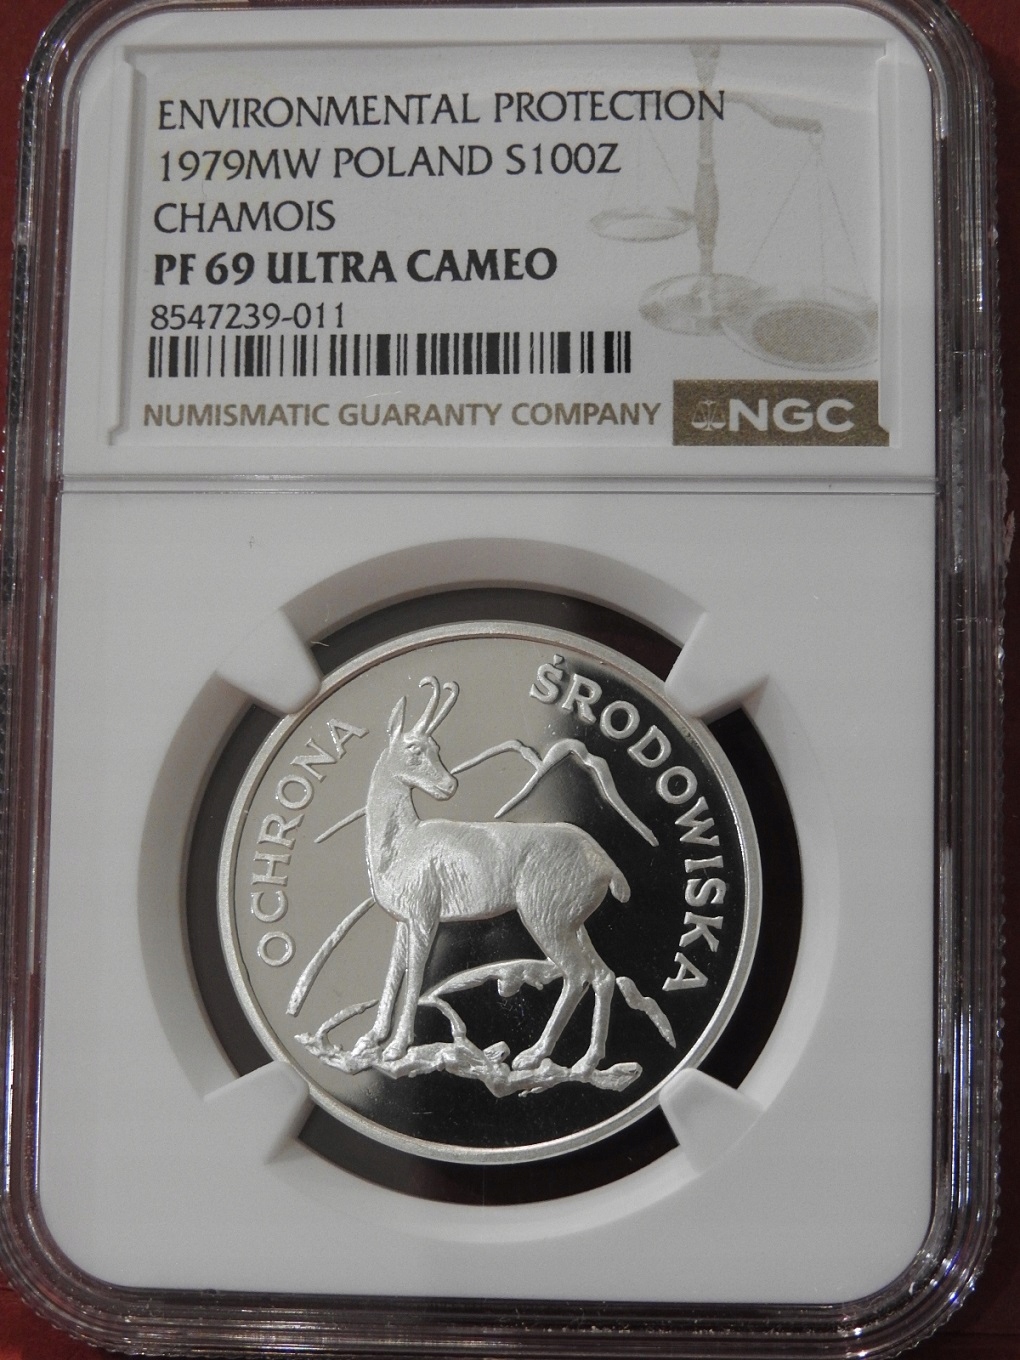 ENVIRONMENTAL PROTECTION
1979MW POLAND S100Z
CHAMOIS
PF 69 ULTRA CAMEO
8547239-011
NUMISMATIC GUARANTY COMPANY
NGC
OCHRONA
ŚRODOWISKA